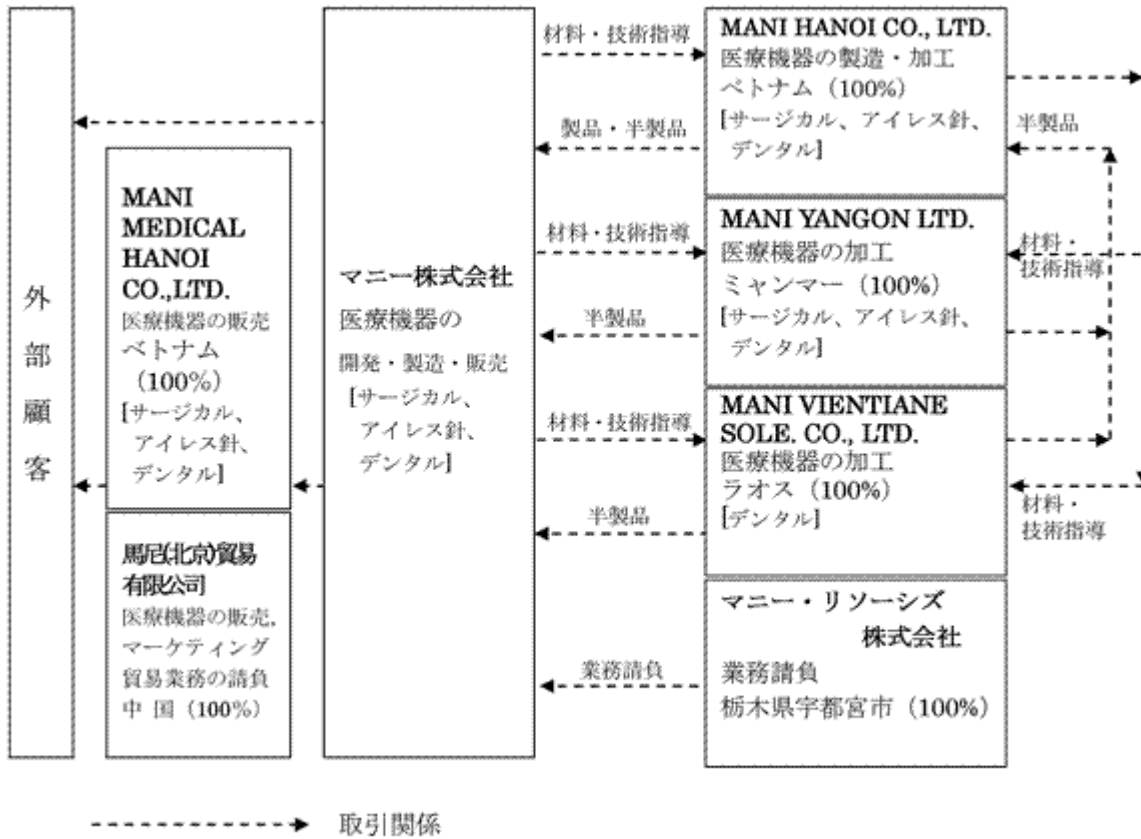 外部顧客
MANI
MEDICAL
HANOI
CO.,LTD.
医療機器の販売
ベトナム
(100%)
[サージカル、
アイレス針、
デンタル]
馬尼(北京)貿易
有限公司
医療機器の販売,
マーケティング
貿易業務の請負
中 国 (100%)
マニー株式会社
医療機器の
開発・製造・販売
[サージカル、
アイレス針、
デンタル]
材料・技術指導
製品・半製品
材料・技術指導
半製品
材料・技術指導
半製品
業務請負
MANI HANOI CO., LTD.
医療機器の製造・加工
ベトナム (100%)
[サージカル、アイレス針、
デンタル]
MANI YANGON LTD.
医療機器の加工
ミャンマー (100%)
[サージカル、アイレス針、
デンタル]
MANI VIENTIANE
SOLE. CO., LTD.
医療機器の加工
ラオス (100%)
[デンタル]
マニー・リソーシズ
株式会社
業務請負
栃木県宇都宮市 (100%)
半製品
材料・
技術指導
材料・
技術指導
取引関係